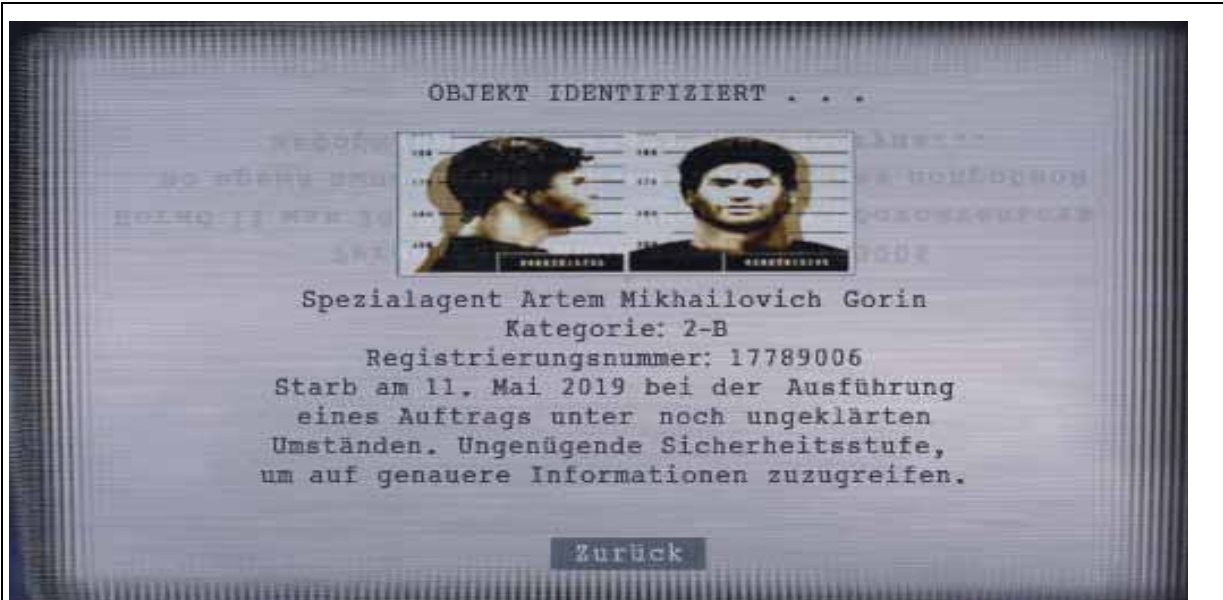 OBJEKT IDENTIFIZIERT . . .
Spezialagent Artem Mikhailovich Gorin
Kategorie: 2-B
Registrierungsnummer: 17789006
Starb am 11. Mai 2019 bei der Ausführung
eines Auftrags unter noch ungeklärten
Umständen. Ungenügende Sicherheitsstufe,
um auf genauere Informationen zuzugreifen.
Zurück